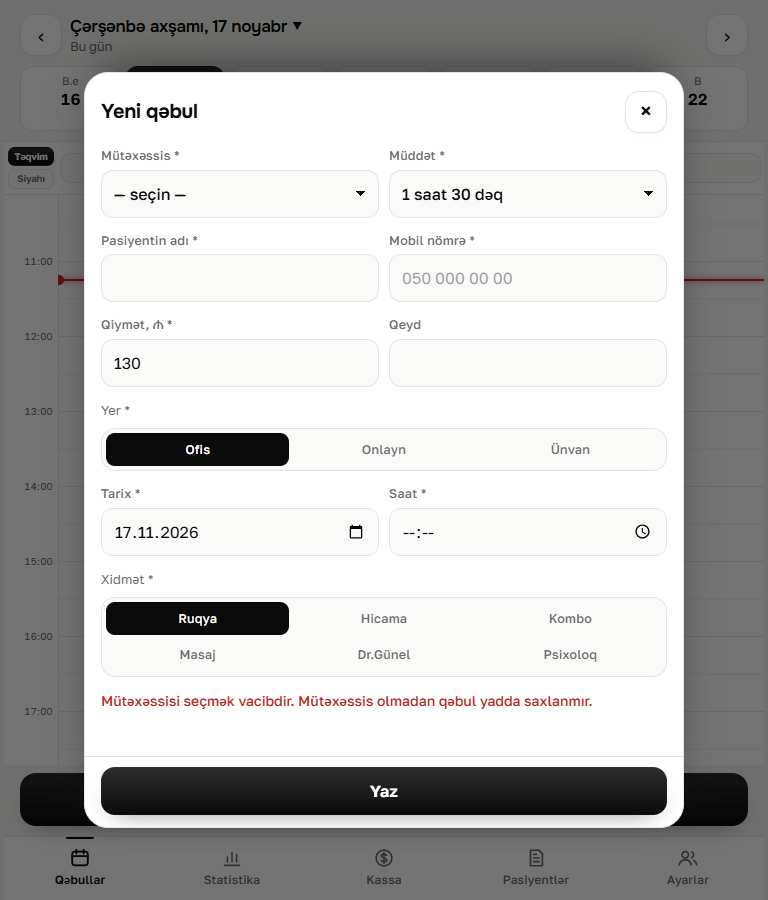 Çərşənbə axşamı, 17 noyabr ▼
Bu gün
B.e
16
B
22
Təqvim
Siyahı
11:00
12:00
13:00
14:00
15:00
16:00
17:00
Yeni qəbul
×
Mütəxəssis *
Müddət *
— seçin —
1 saat 30 dəq
Pasiyentin adı *
Mobil nömrə *
050 000 00 00
Qiymət, ₼ *
Qeyd
130
Yer *
Ofis
Onlayn
Ünvan
Tarix *
Saat *
17.11.2026
--:--
Xidmət *
Ruqya
Hicama
Kombo
Masaj
Dr.Günel
Psixoloq
Mütəxəssisi seçmək vacibdir. Mütəxəssis olmadan qəbul yadda saxlanmır.
Yaz
Qəbullar
Statistika
Kassa
Pasiyentlər
Ayarlar